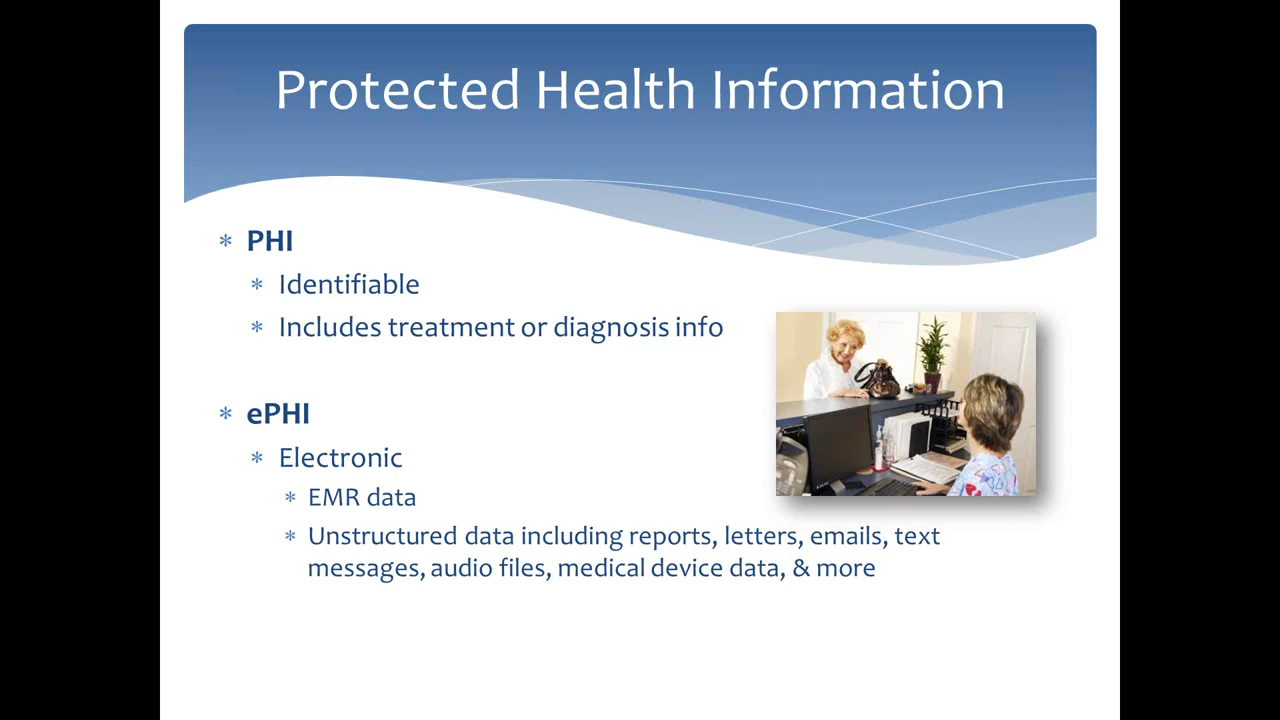 Protected Health Information
* PHI
* Identifiable
* Includes treatment or diagnosis info
* ePHI
* Electronic
* EMR data
* Unstructured data including reports, letters, emails, text
messages, audio files, medical device data, & more